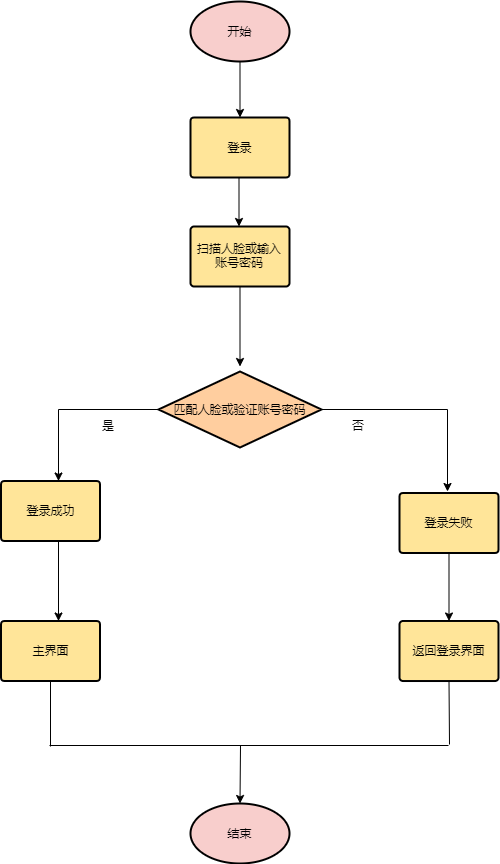 开始
登录
扫描人脸或输入
账号密码
匹配人脸或验证账号密码
是
否
登录成功
登录失败
主界面
返回登录界面
结束